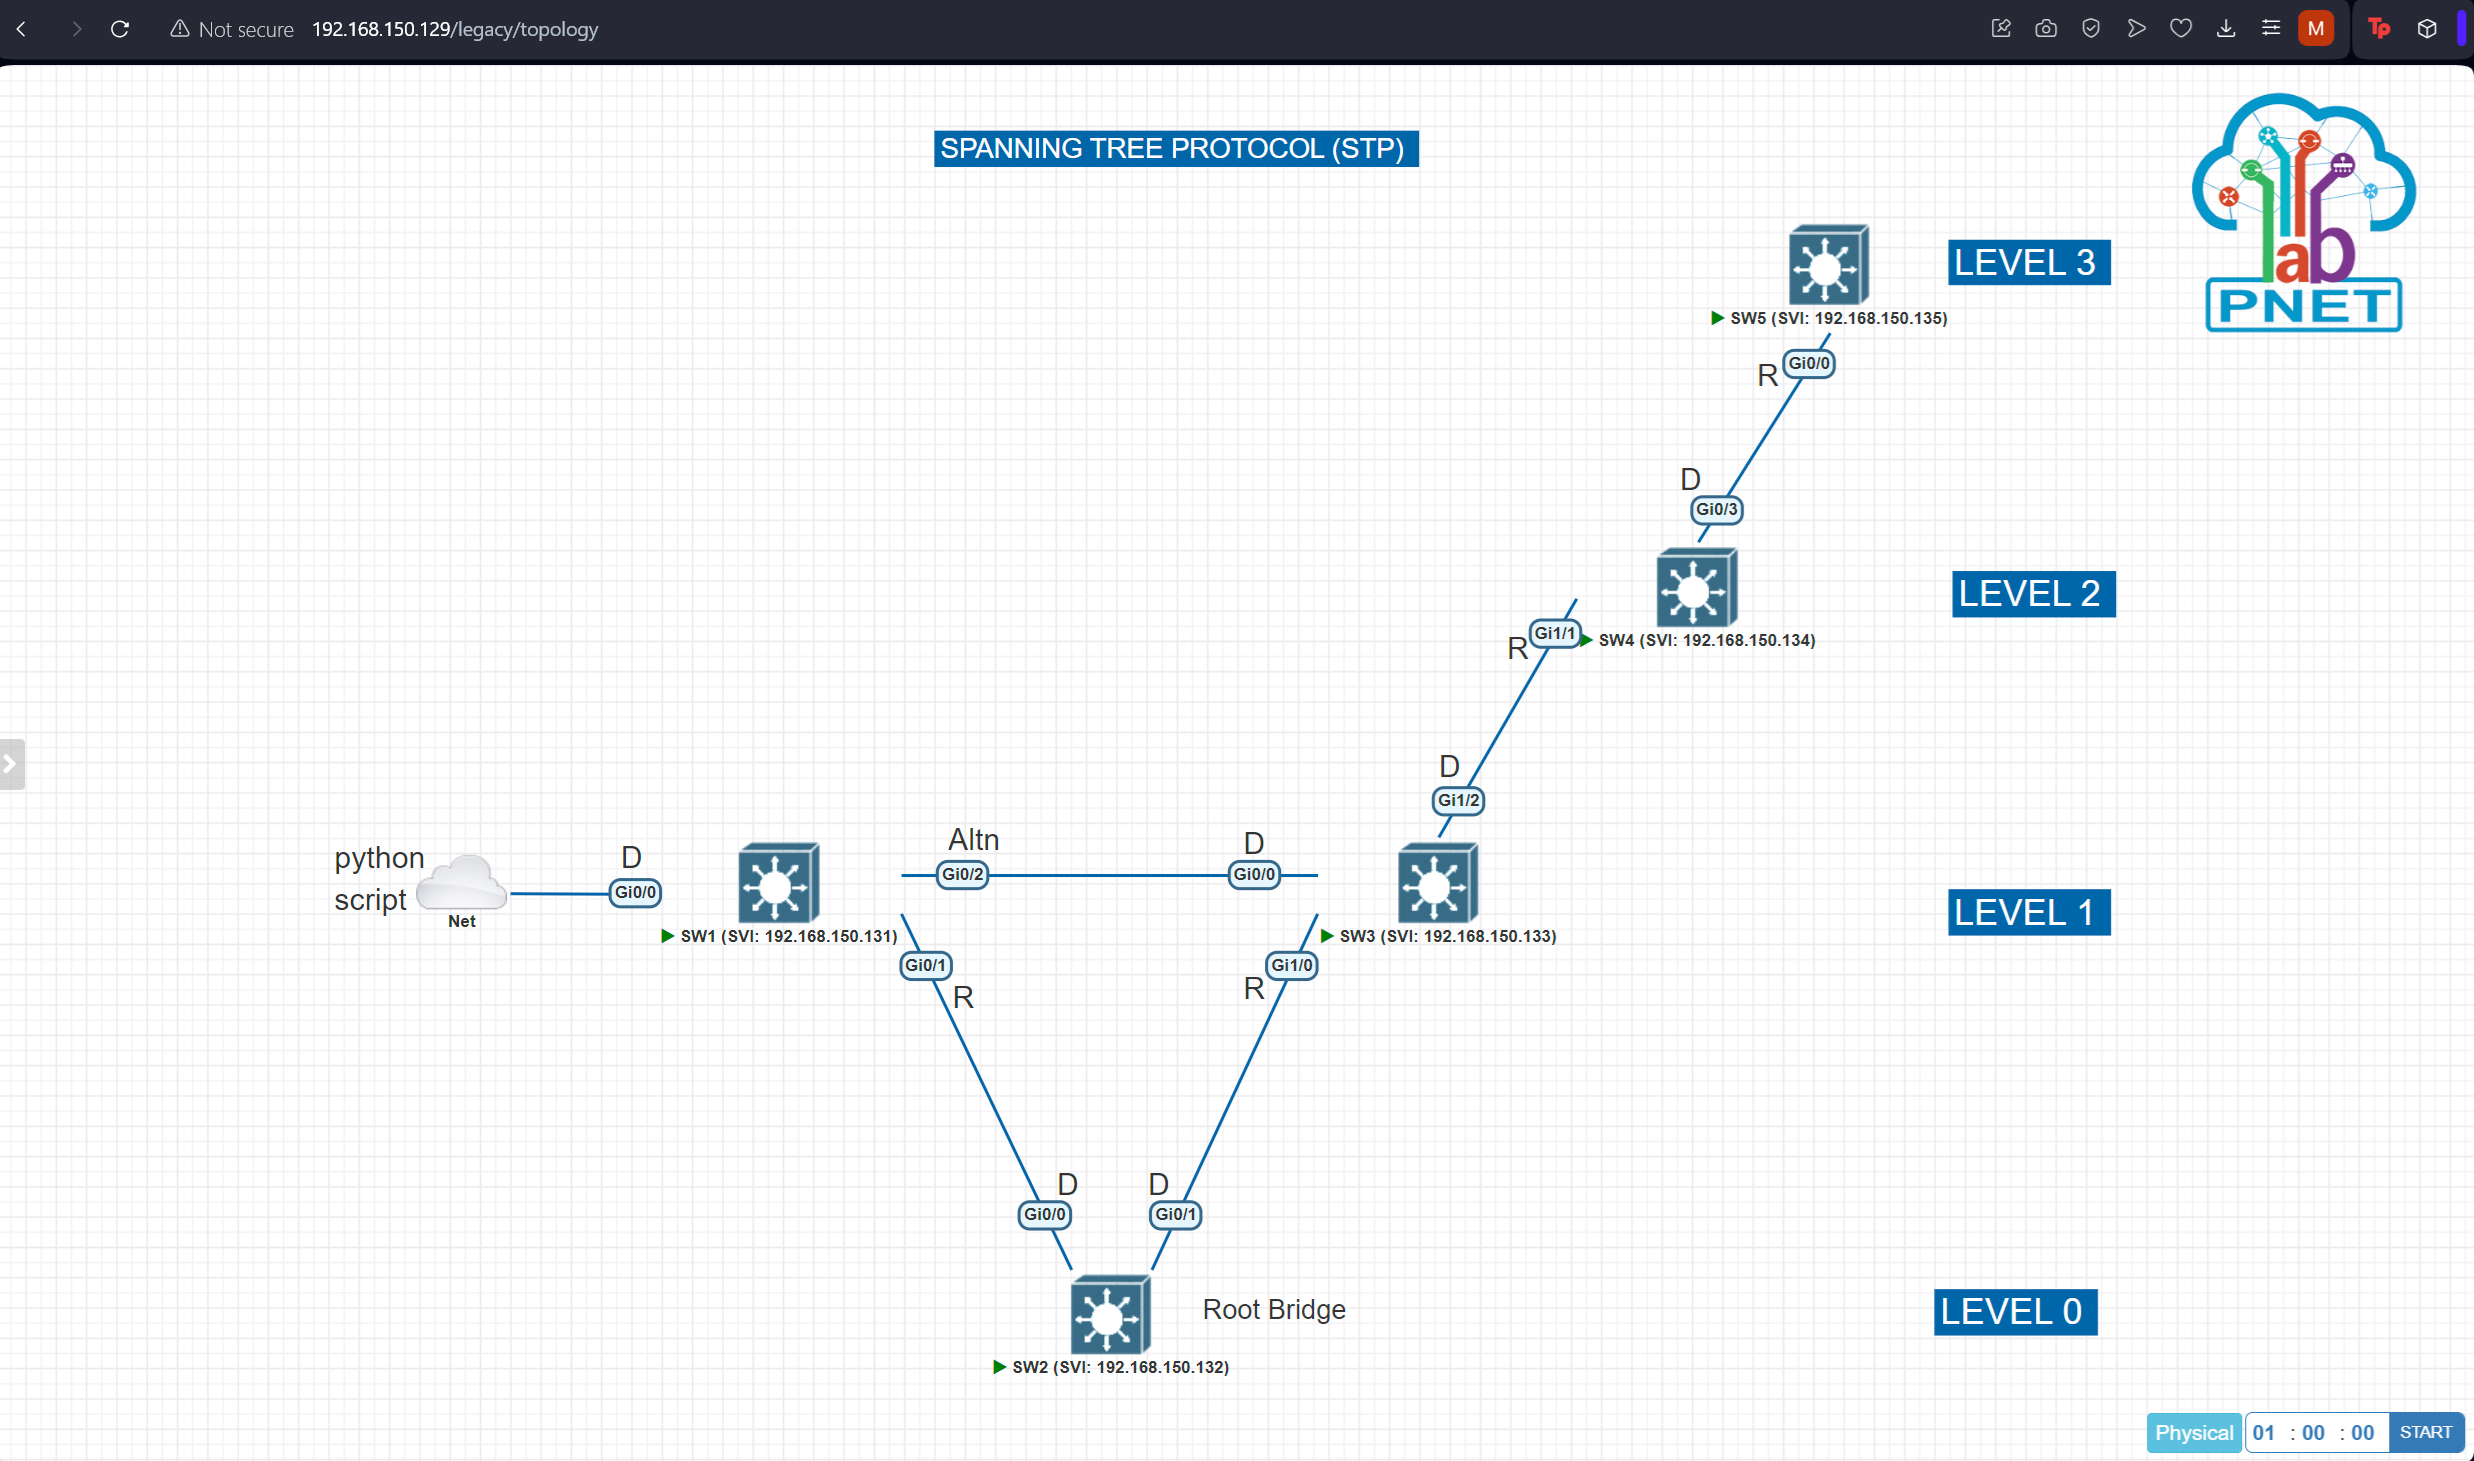 Not secure 192.168.150.129/legacy/topology
M
Tp
SPANNING TREE PROTOCOL (STP)
lab
PNET
LEVEL 3
SW5 (SVI: 192.168.150.135)
R Gi0/0
D
Gi0/3
LEVEL 2
Gi1/1
R
SW4 (SVI: 192.168.150.134)
D
Gi1/2
python
script
Net
D
Gi0/0
Altn
Gi0/2
D
Gi0/0
LEVEL 1
SW1 (SVI: 192.168.150.131)
SW3 (SVI: 192.168.150.133)
Gi0/1
R
Gi1/0
R
D
Gi0/0
D
Gi0/1
Root Bridge
LEVEL 0
SW2 (SVI: 192.168.150.132)
Physical 01 : 00 : 00 START